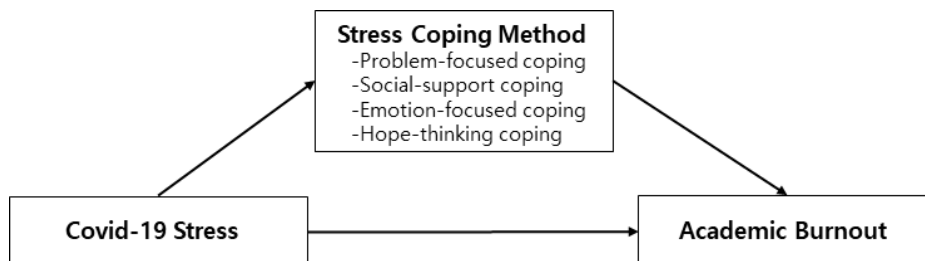 Stress Coping Method
-Problem-focused coping
-Social-support coping
-Emotion-focused coping
-Hope-thinking coping
Covid-19 Stress
Academic Burnout